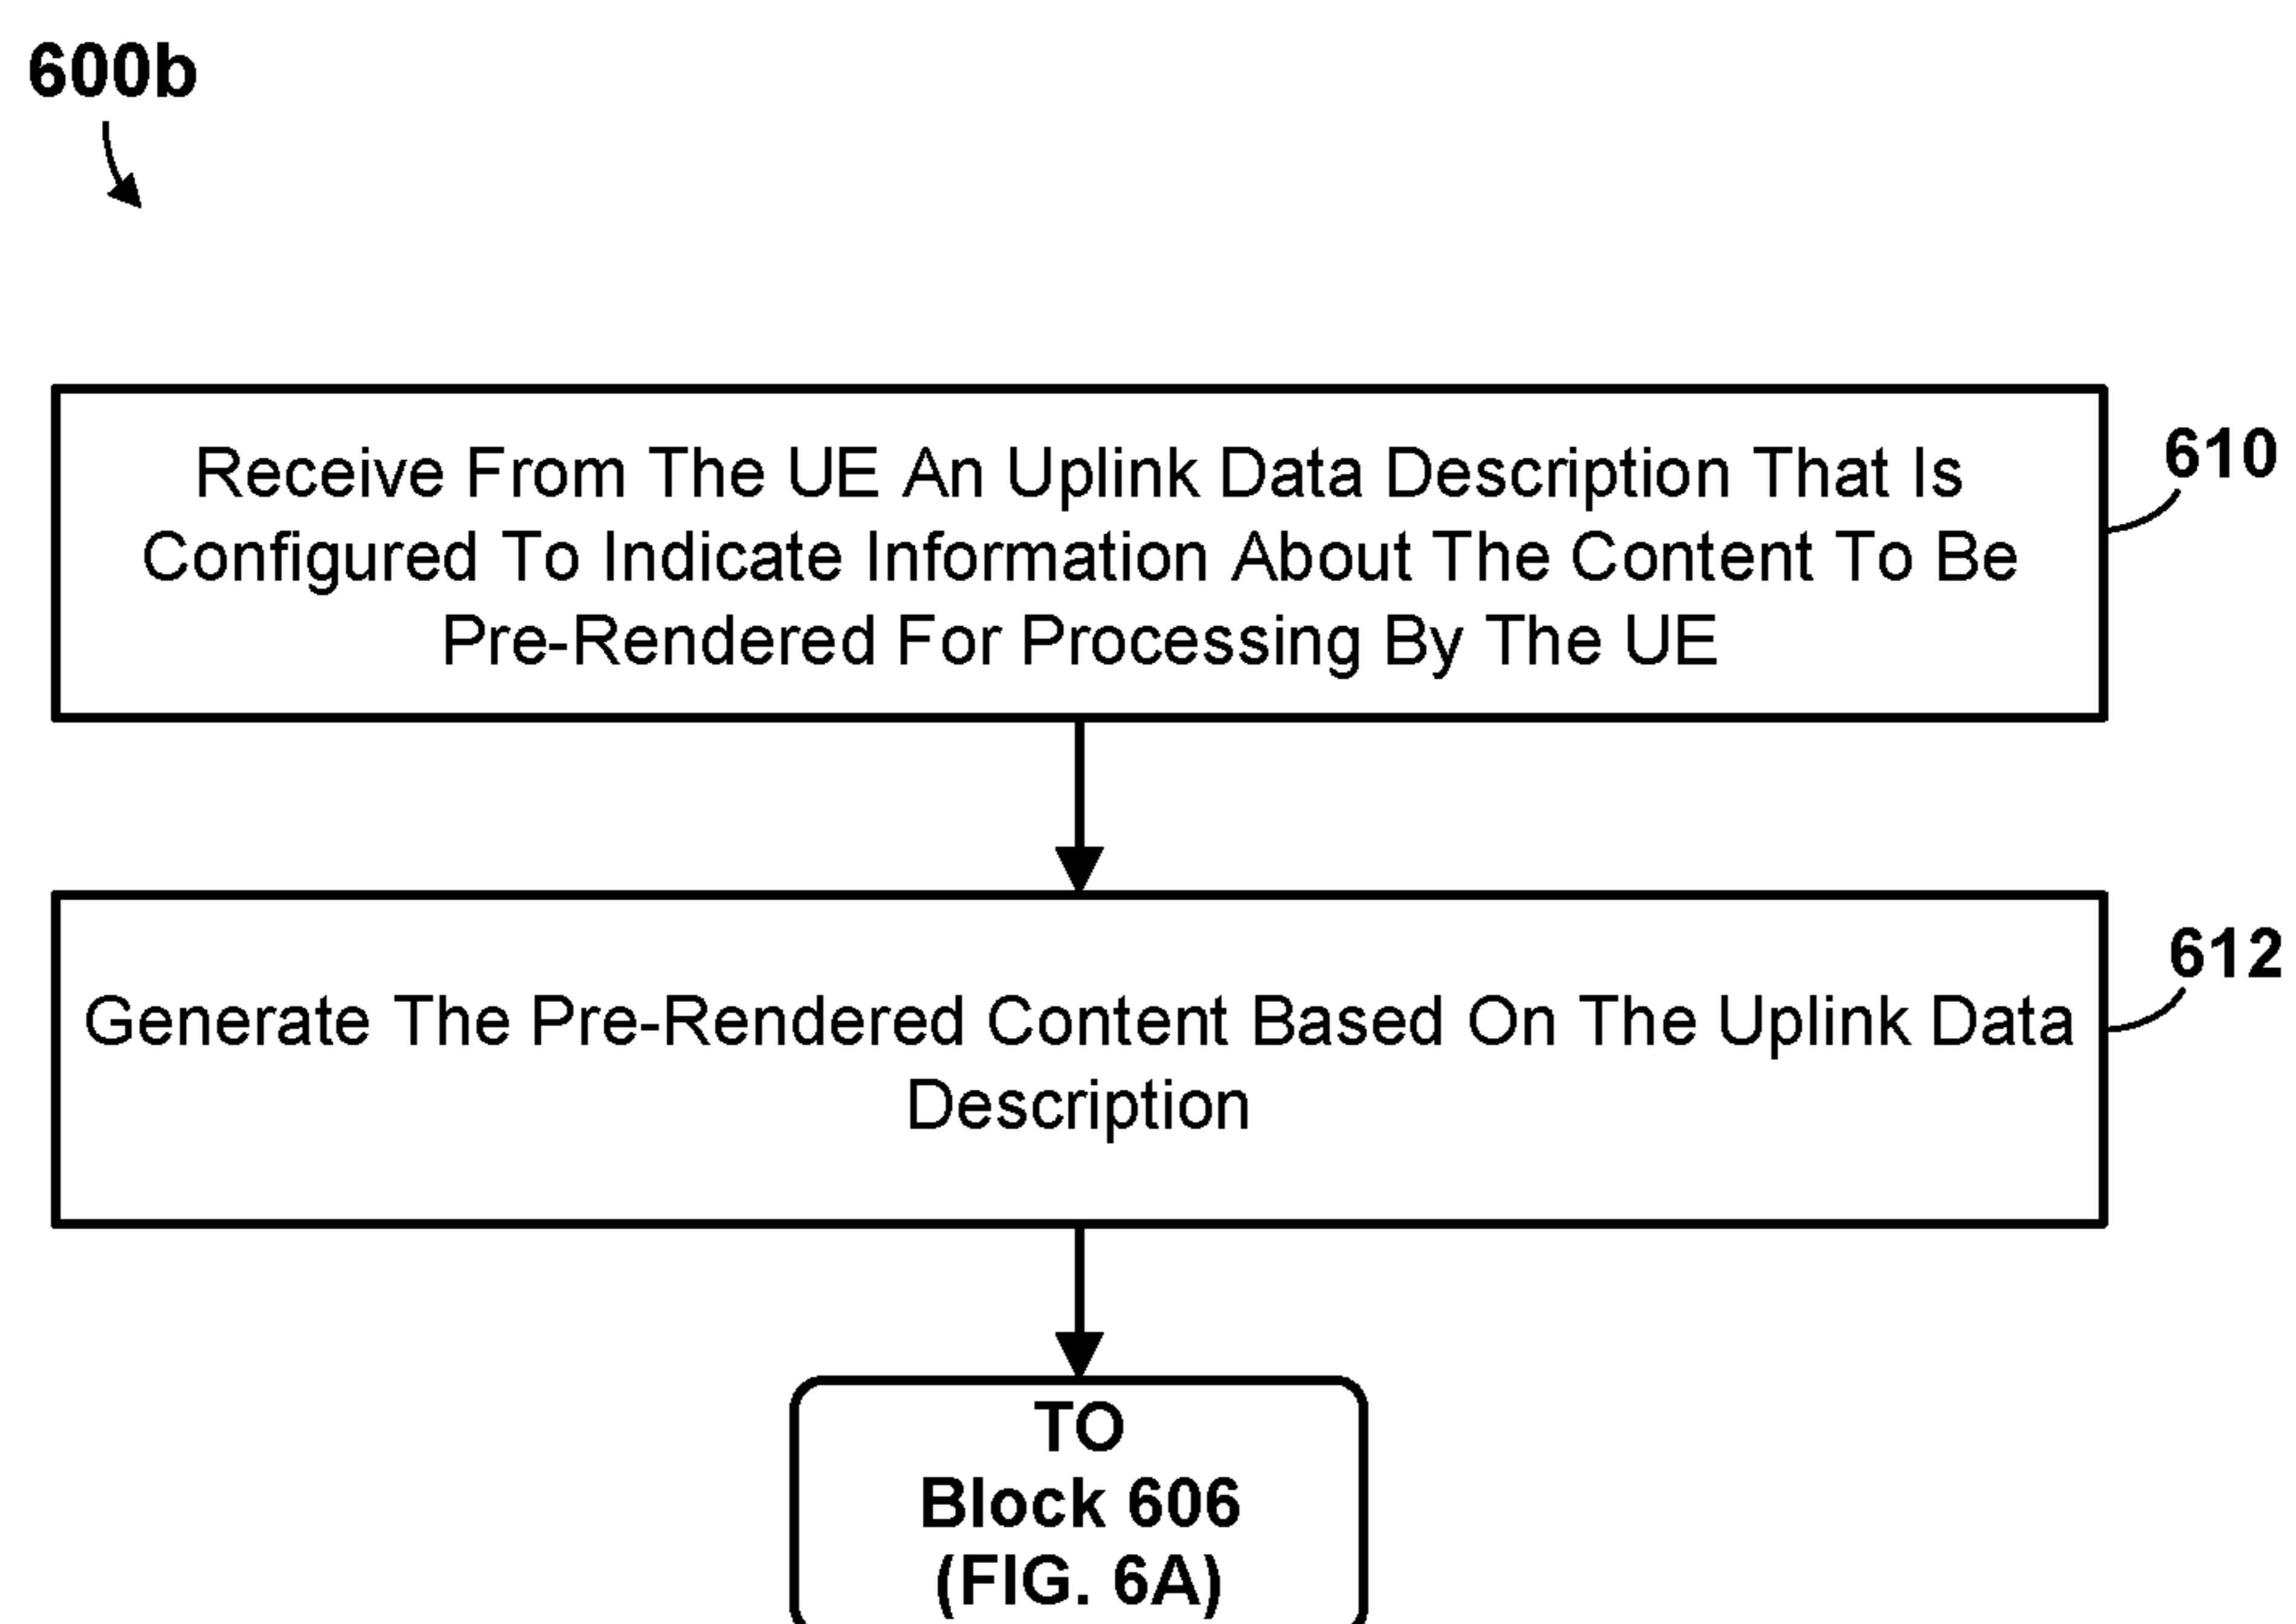 600b
Receive From The UE An Uplink Data Description That Is
Configured To Indicate Information About The Content To Be
Pre-Rendered For Processing By The UE
610
Generate The Pre-Rendered Content Based On The Uplink Data
Description
612
TO
Block 606
(FIG. 6A)